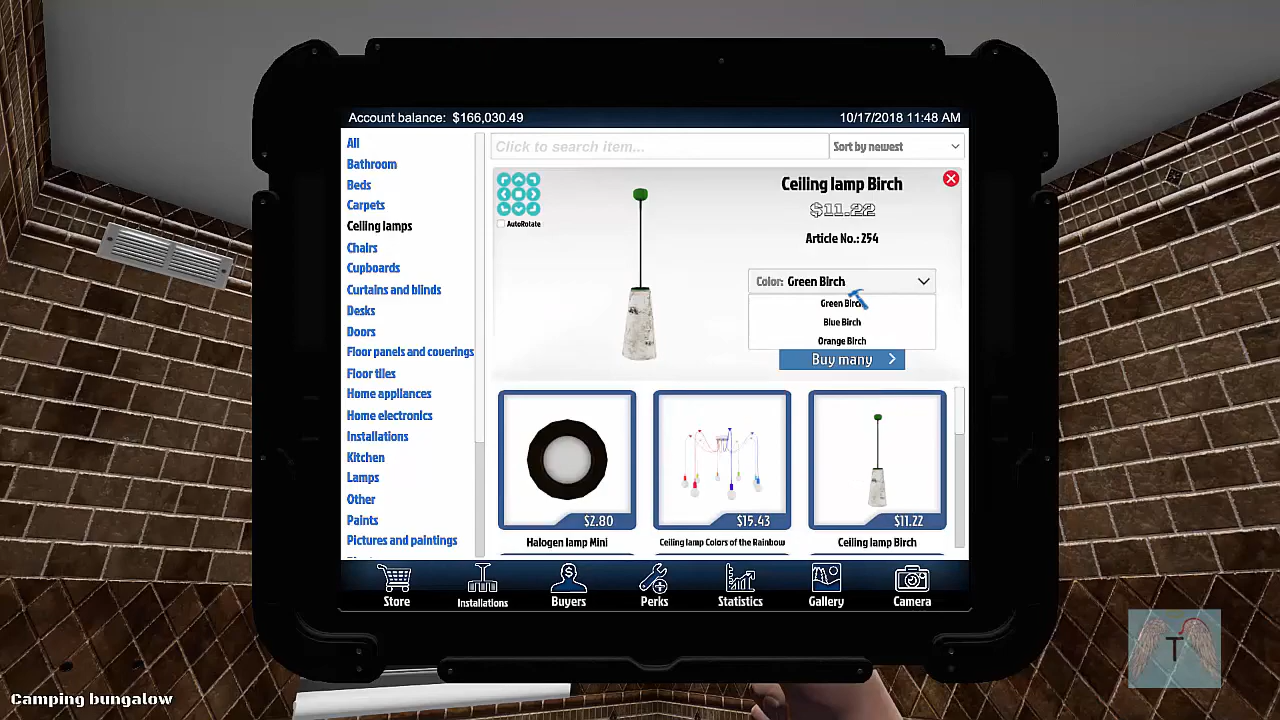 Account balance: $166,030.49
10/17/2018 11:48 AM
All
Bathroom
Beds
Carpets
Ceiling lamps
Chairs
Cupboards
Curtains and blinds
Desks
Doors
Floor panels and coverings
Floor tiles
Home appliances
Home electronics
Installations
Kitchen
Lamps
Other
Paints
Pictures and paintings
Click to search item...
Sort by newest
AutoRotate
Ceiling lamp Birch
$11.22
Article No.: 254
Color: Green Birch
Green Birch
Blue Birch
Orange Birch
Buy many
$2.80
$15.43
$11.22
Halogen lamp Mini
Ceiling lamp Colors of the Rainbow
Ceiling lamp Birch
Store
Installations
Buyers
Perks
Statistics
Gallery
Camera
Camping bungalow
T